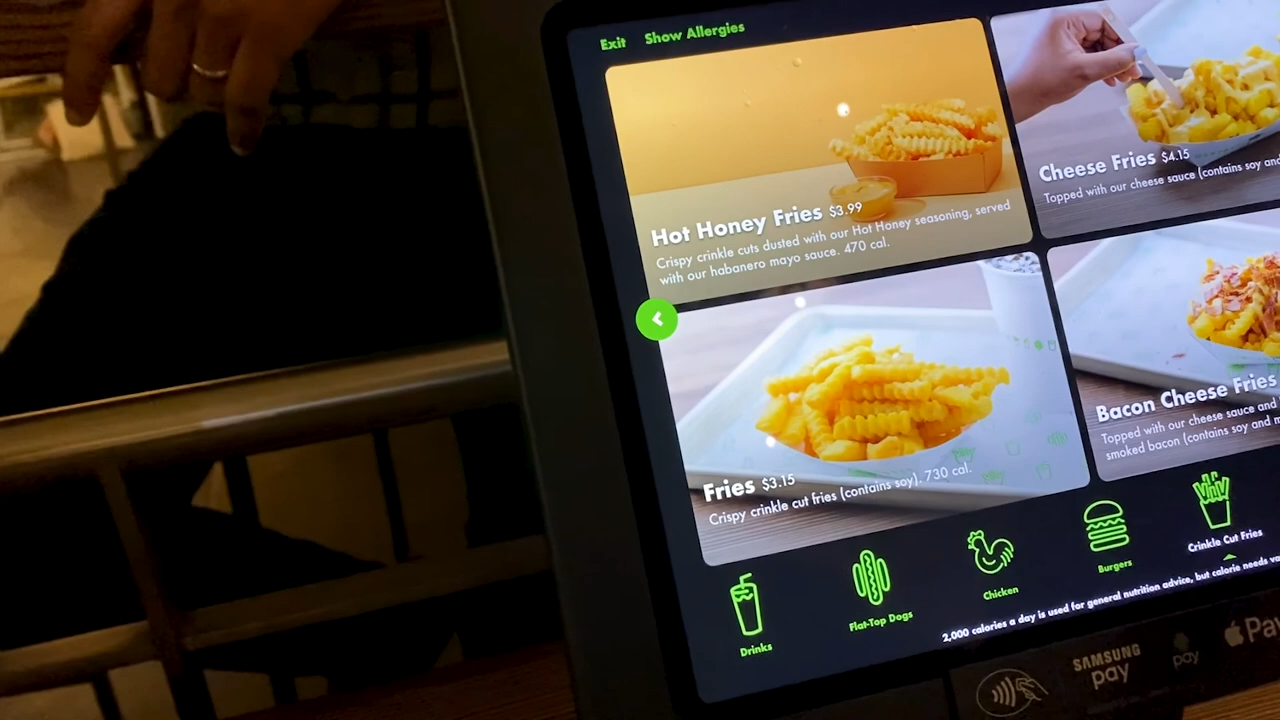 Exit
Show Allergies
Hot Honey Fries $3.99
Crispy crinkle cuts dusted with our Hot Honey seasoning, served
with our habanero mayo sauce. 470 cal.
Cheese Fries $4.15
Topped with our cheese sauce (contains soy and
Fries $3.15
Crispy crinkle cut fries (contains soy). 730 cal.
Bacon Cheese Fries
Topped with our cheese sauce and
smoked bacon (contains soy and
Drinks
Flat-Top Dogs
Chicken
Burgers
Crinkle Cut Fries
2,000 calories a day is used for general nutrition advice, but calorie needs
SAMSUNG
pay
pay
Pay